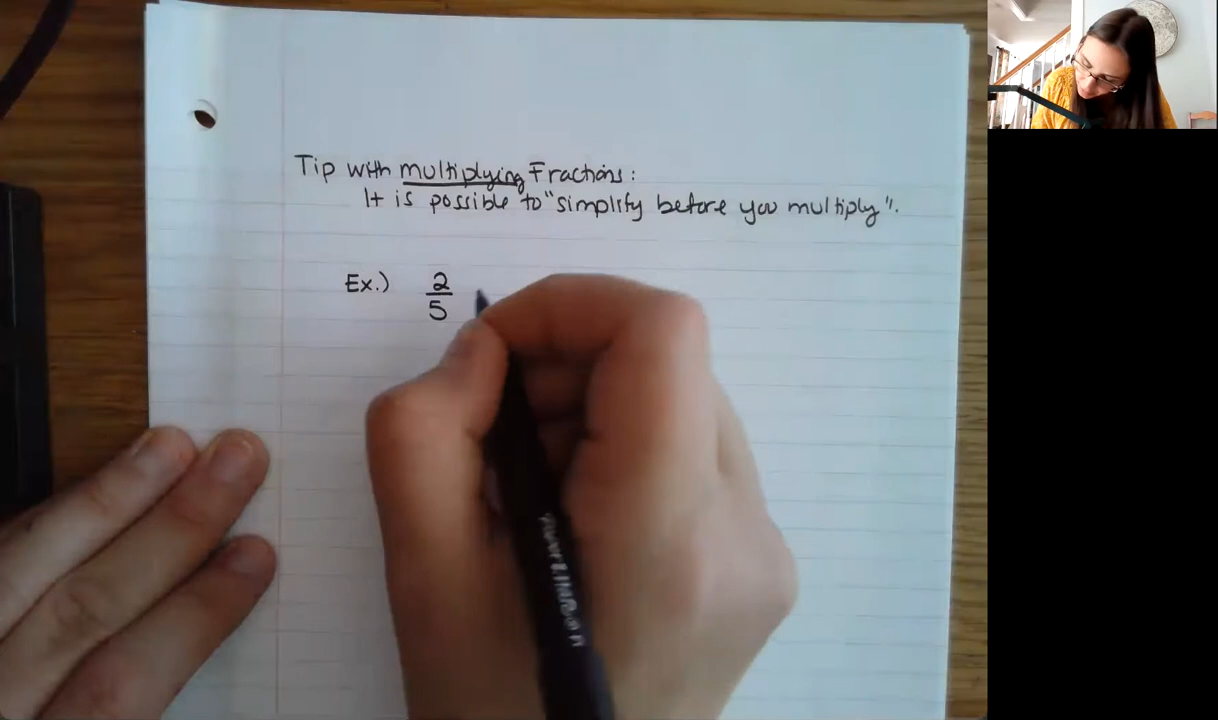 Tip with multiplying Fractions:
It is possible to "simplify before you multiply".
Ex.) 2/5